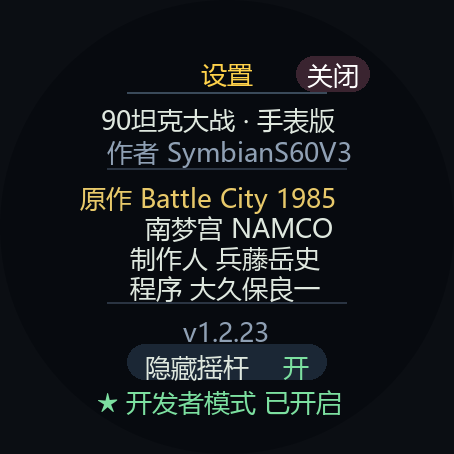 设置 关闭
90坦克大战 · 手表版
作者 SymbianS60V3
原作 Battle City 1985
南梦宫 NAMCO
制作人 兵藤岳史
程序 大久保良一
v1.2.23
隐藏摇杆 开
★ 开发者模式 已开启